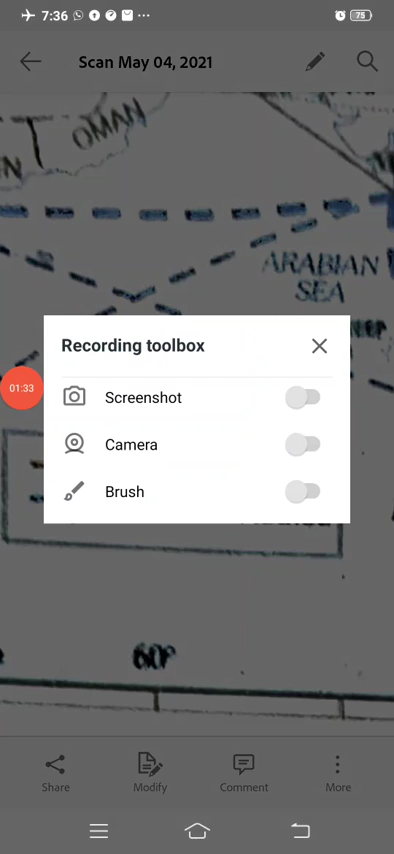 7:36
75
Scan May 04, 2021
OMAN
ARABIAN
SEA
Recording toolbox
01:33
Screenshot
Camera
Brush
60°
Share
Modify
Comment
More